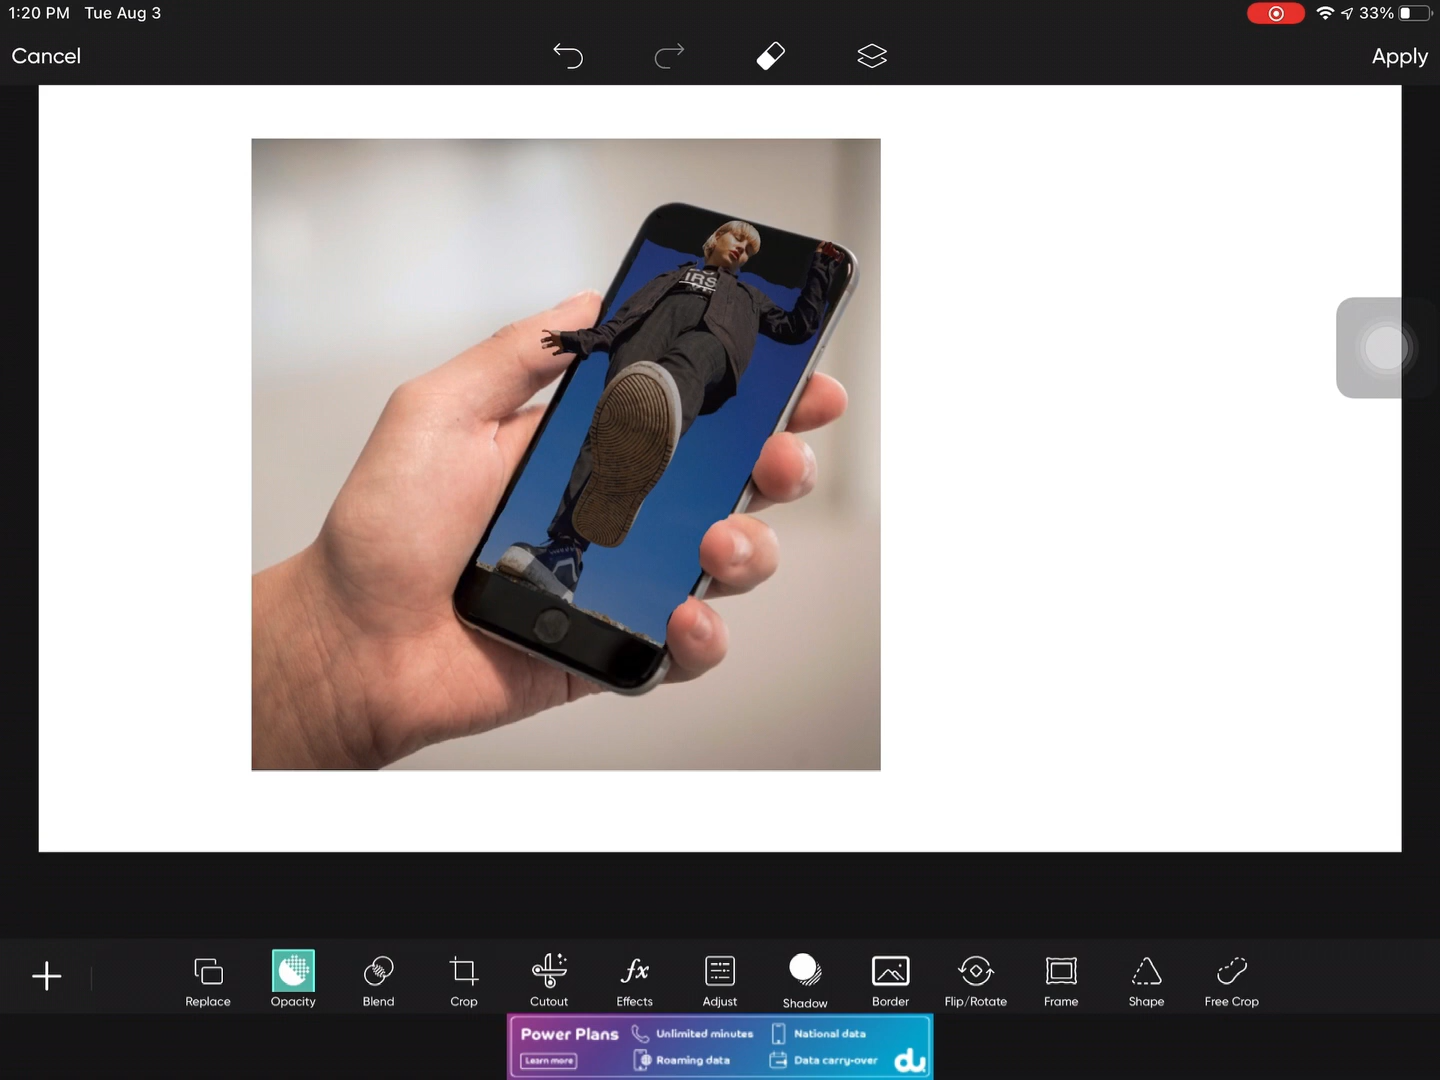 1:20 PM Tue Aug 3
33%
Cancel
Apply
IRS
Replace
Opacity
Blend
Crop
Cutout
fx
Effects
Adjust
Shadow
Border
Flip/Rotate
Frame
Shape
Free Crop
Power Plans
Unlimited minutes
National data
Learn more
Roaming data
Data carry-over
du